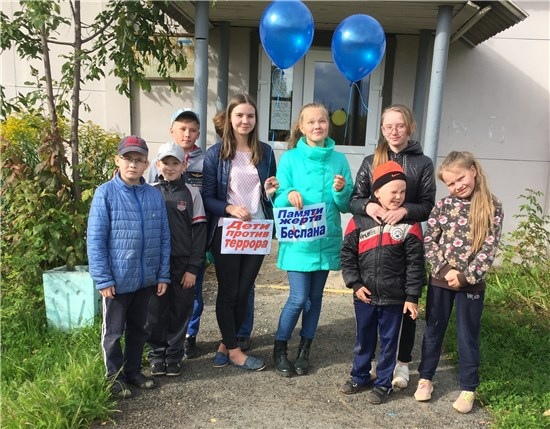 Дети
против
террора
Памяти
жертв
Беслана